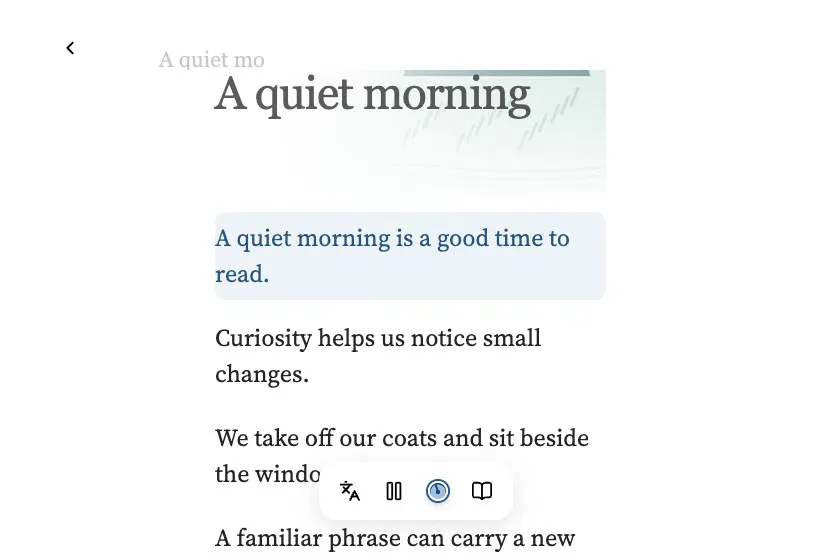 A quiet mo
A quiet morning
A quiet morning is a good time to
read.
Curiosity helps us notice small
changes.
We take off our coats and sit beside
the windo
A familiar phrase can carry a new